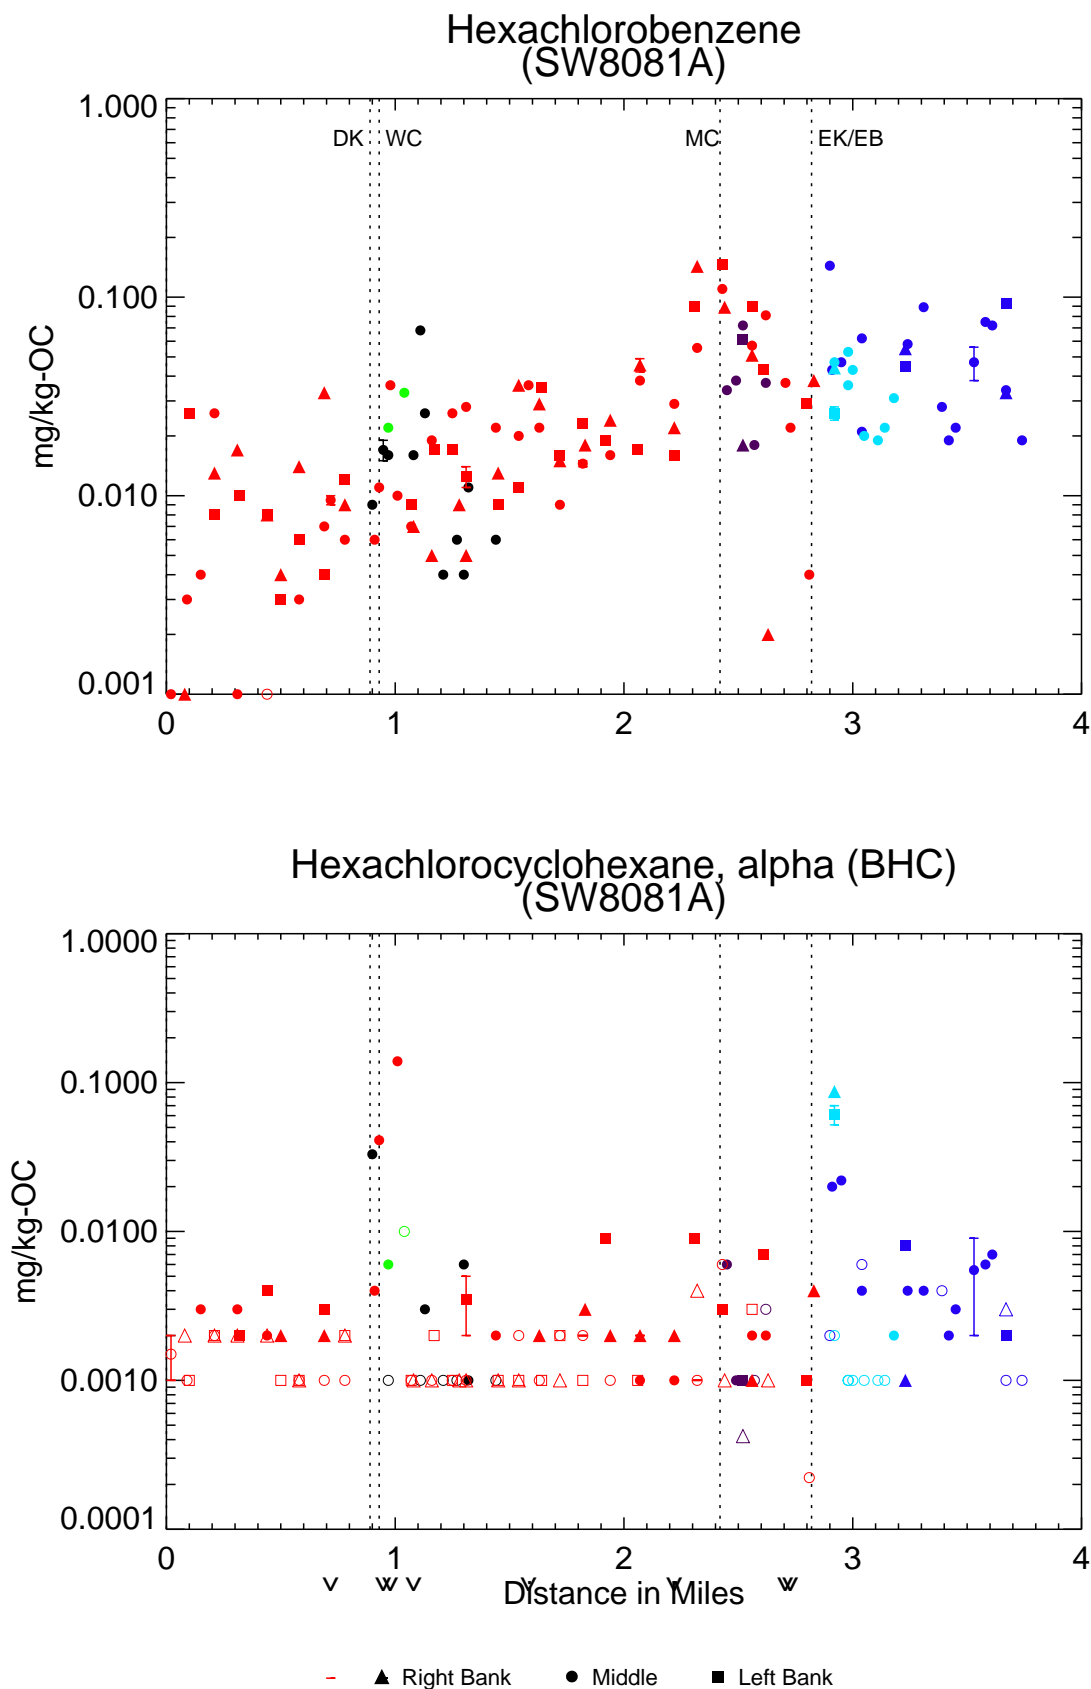 Hexachlorobenzene
(SW8081A)
1.000
DK WC MC EK/EB
0.100
mg/kg-OC
0.010
0.001
0 1 2 3 4
Hexachlorocyclohexane, alpha (BHC)
(SW8081A)
1.0000
0.1000
mg/kg-OC
0.0100
0.0010
0.0001
0 1 2 3 4
Distance in Miles
Right Bank Middle Left Bank